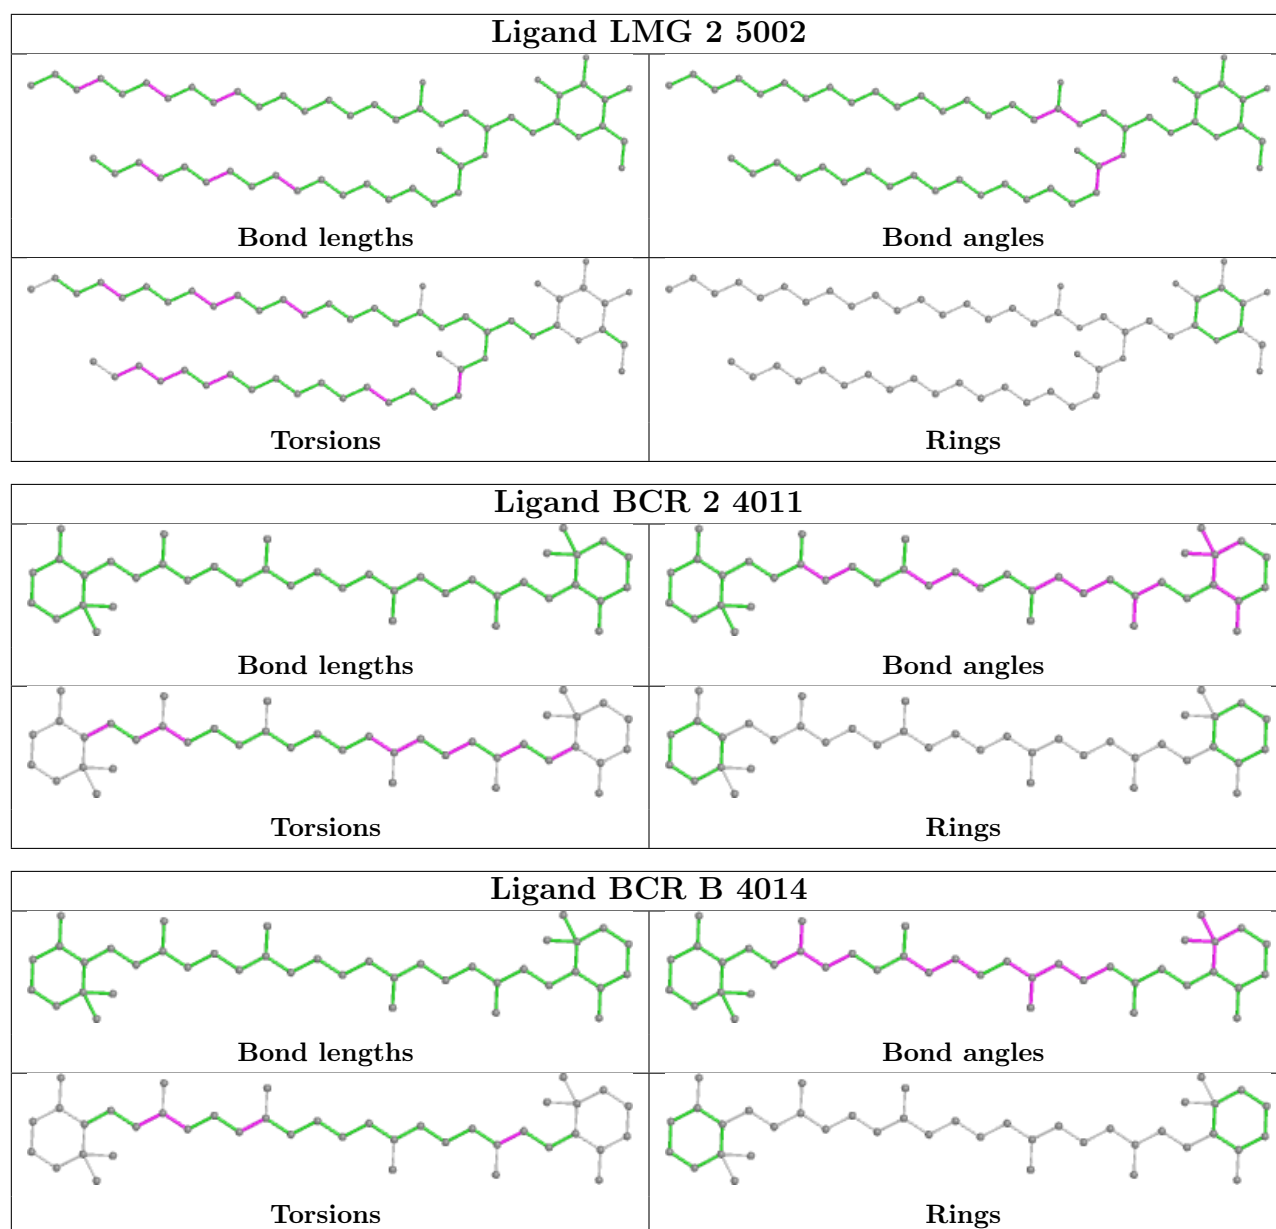 Ligand LMG 2 5002
Bond lengths
Bond angles
Torsions
Rings
Ligand BCR 2 4011
Bond lengths
Bond angles
Torsions
Rings
Ligand BCR B 4014
Bond lengths
Bond angles
Torsions
Rings